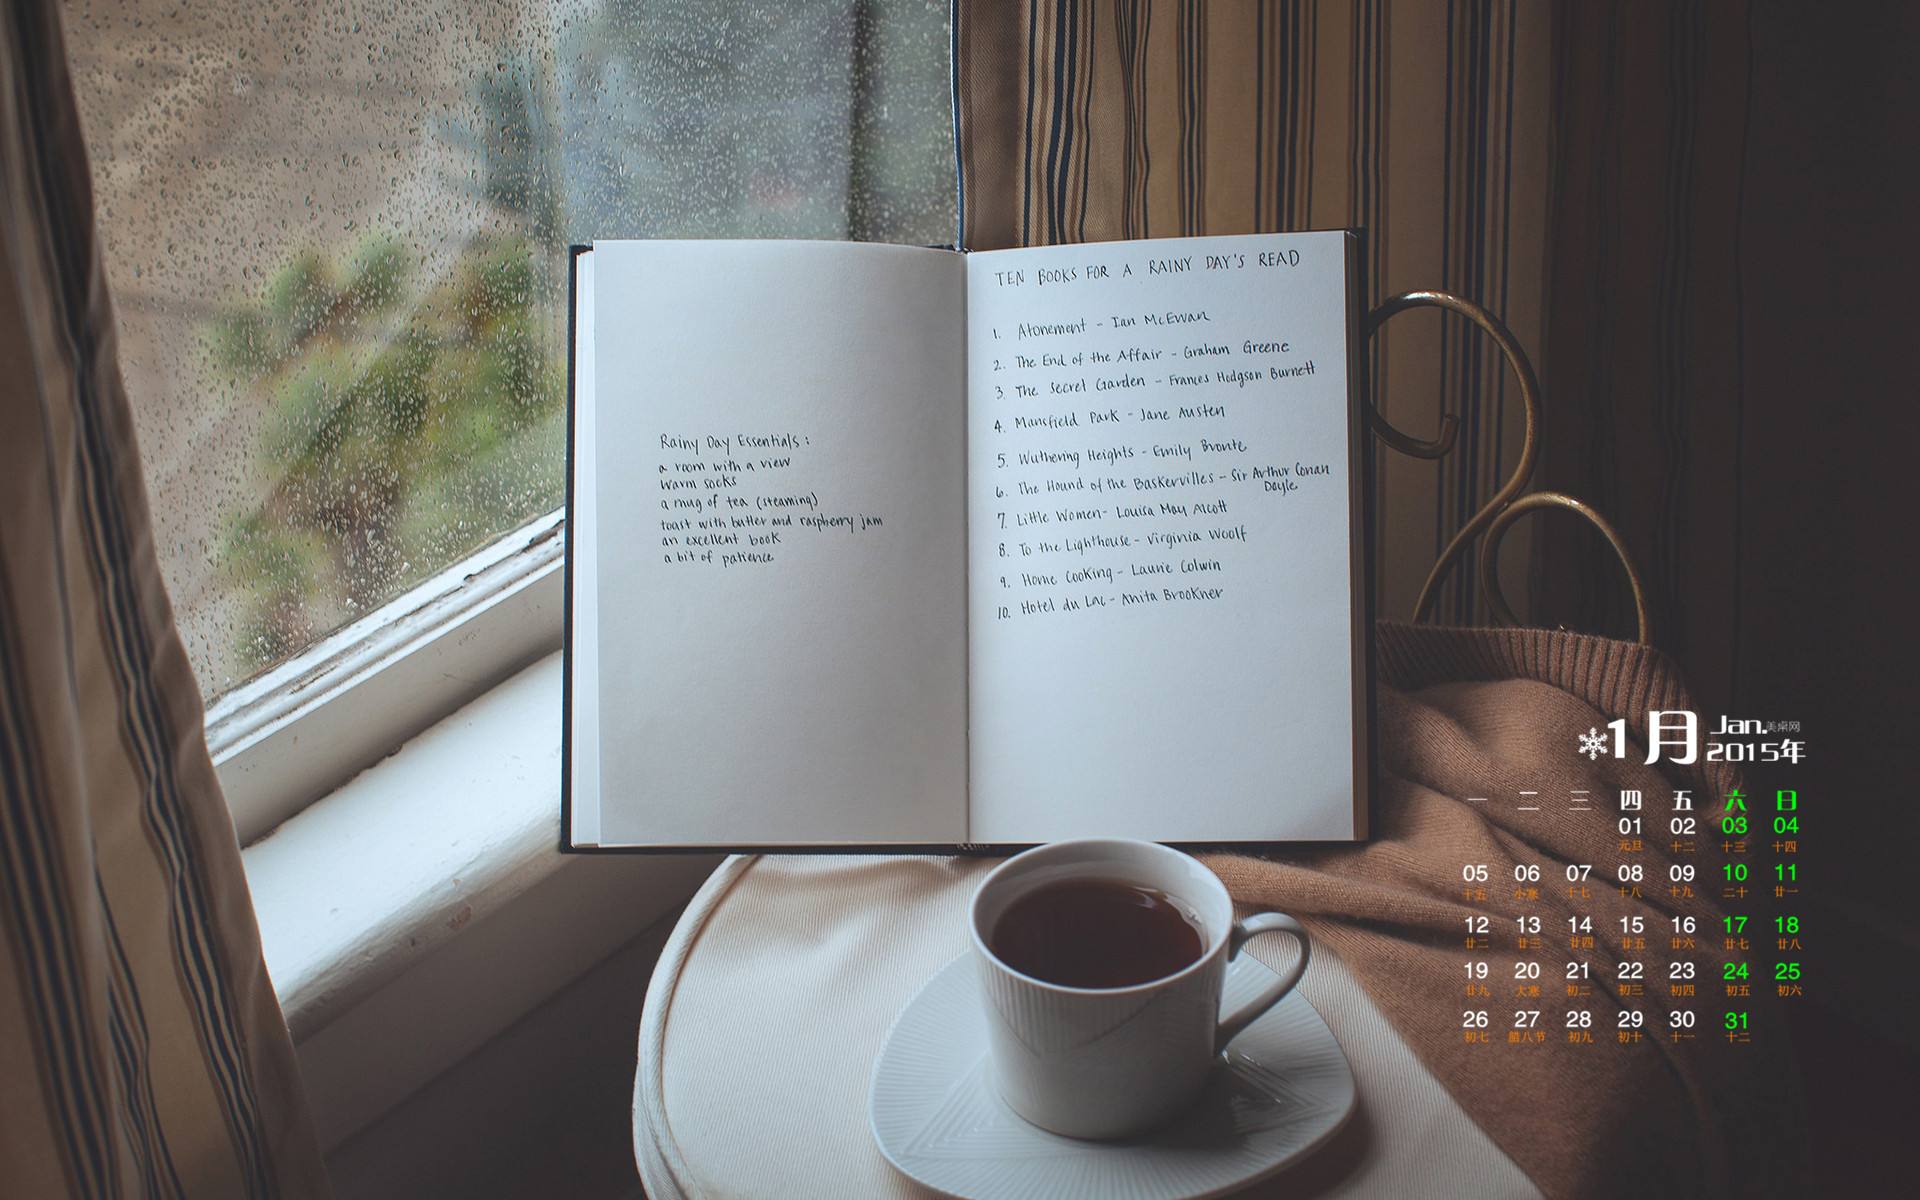 Rainy Day Essentials:
a room with a view
warm socks
a mug of tea (steaming)
toast with butter and raspberry jam
an excellent book
a bit of patience
TEN BOOKS FOR A RAINY DAY'S READ
1. Atonement - Ian McEwan
2. The End of the Affair - Graham Greene
3. The Secret Garden - Frances Hodgson Burnett
4. Mansfield Park - Jane Austen
5. Wuthering Heights - Emily Bronte
6. The Hound of the Baskervilles - Sir Arthur Conan
Doyle
7. Little Women - Louisa May Alcott
8. To the Lighthouse - Virginia Woolf
9. Home Cooking - Laurie Colwin
10. Hotel du Lac - Anita Brookner
1月 Jan.美桌网
2015年
一 二 三 四 五 六 日
01 02 03 04
元旦 十二 十三 十四
05 06 07 08 09 10 11
十五 小寒 十七 十八 十九 二十 廿一
12 13 14 15 16 17 18
廿二 廿三 廿四 廿五 廿六 廿七 廿八
19 20 21 22 23 24 25
廿九 大寒 初二 初三 初四 初五 初六
26 27 28 29 30 31
初七 腊八节 初九 初十 十一 十二